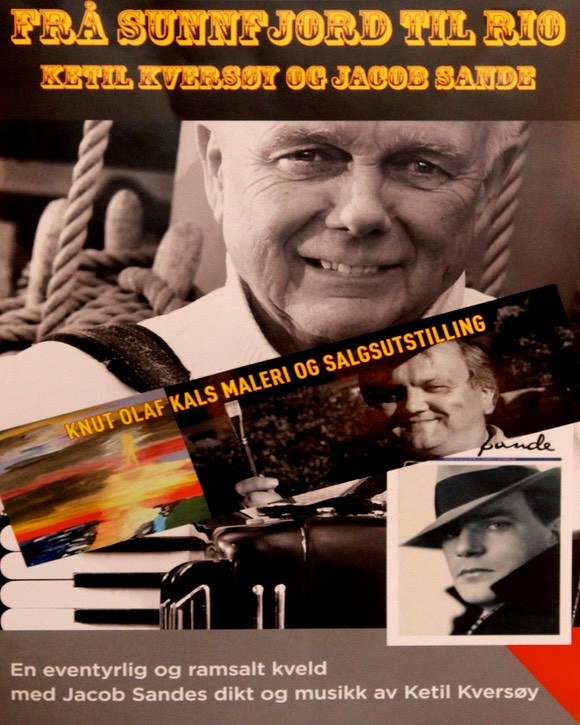 FRÅ SUNNFJORD TIL RIO
KETIL KVERSØY OG JACOB SANDE
KNUT OLAF KALS MALERI OG SALGSUTSTILLING
Sande
En eventyrlig og ramsalt kveld
med Jacob Sandes dikt og musikk av Ketil Kversøy